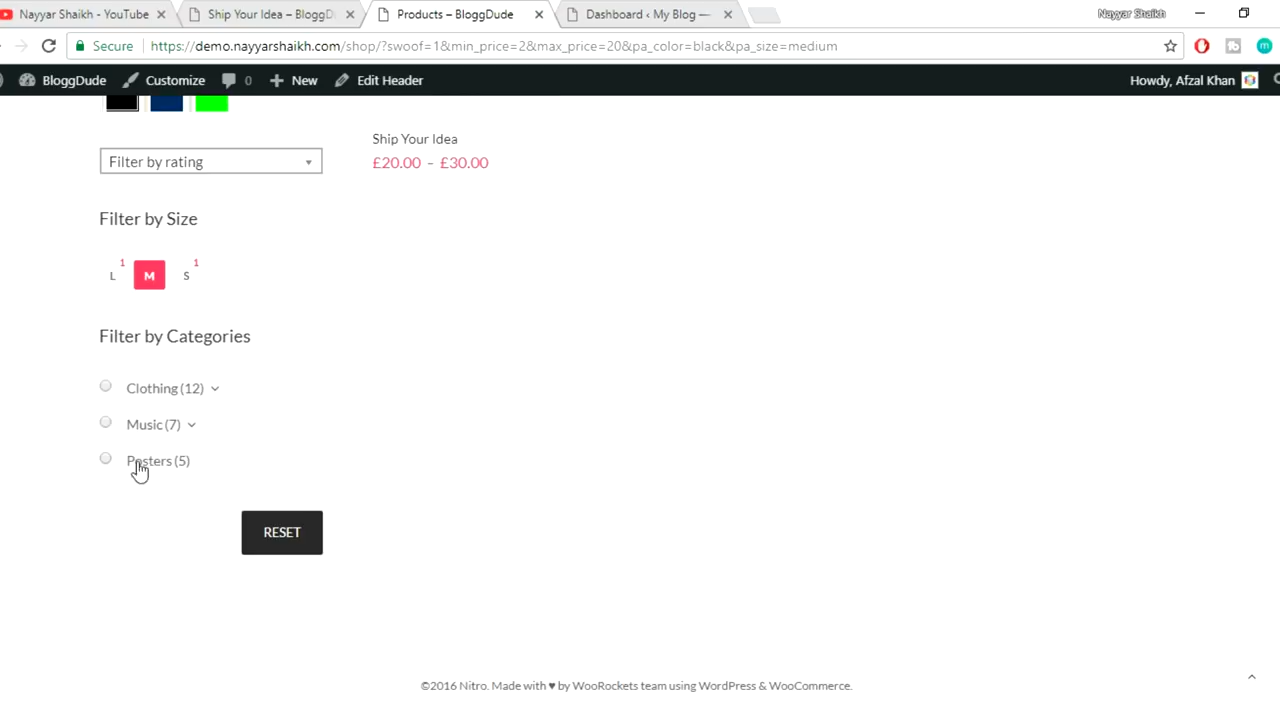 Nayyar Shaikh - YouTube
Ship Your Idea – BloggD
Products – BloggDude
Dashboard ‹ My Blog —
Nayyar Shaikh
Secure
https://demo.nayyarshaikh.com/shop/?swoof=1&min_price=2&max_price=20&pa_color=black&pa_size=medium
BloggDude
Customize
0
New
Edit Header
Howdy, Afzal Khan
Filter by rating
Ship Your Idea
£20.00 - £30.00
Filter by Size
L 1
M
S 1
Filter by Categories
Clothing (12)
Music (7)
Posters (5)
RESET
©2016 Nitro. Made with ♥ by WooRockets team using WordPress & WooCommerce.